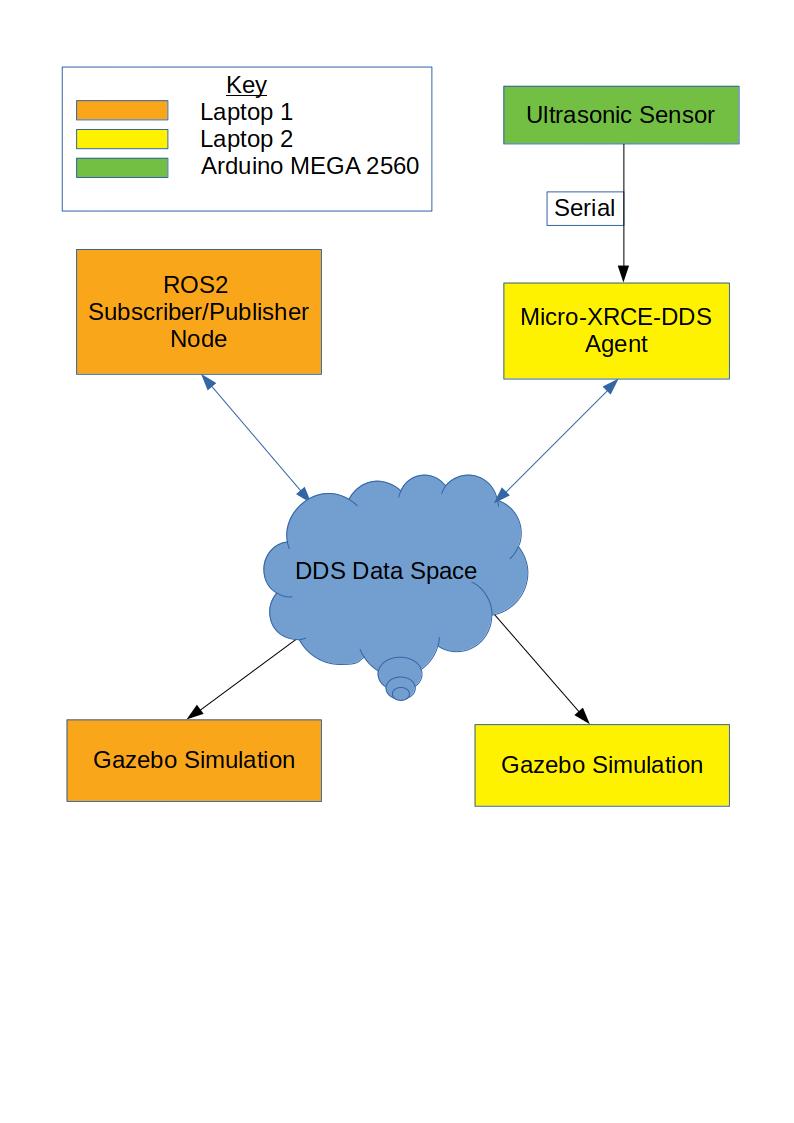 Key
Laptop 1
Laptop 2
Arduino MEGA 2560
Ultrasonic Sensor
Serial
ROS2
Subscriber/Publisher
Node
Micro-XRCE-DDS
Agent
DDS Data Space
Gazebo Simulation
Gazebo Simulation